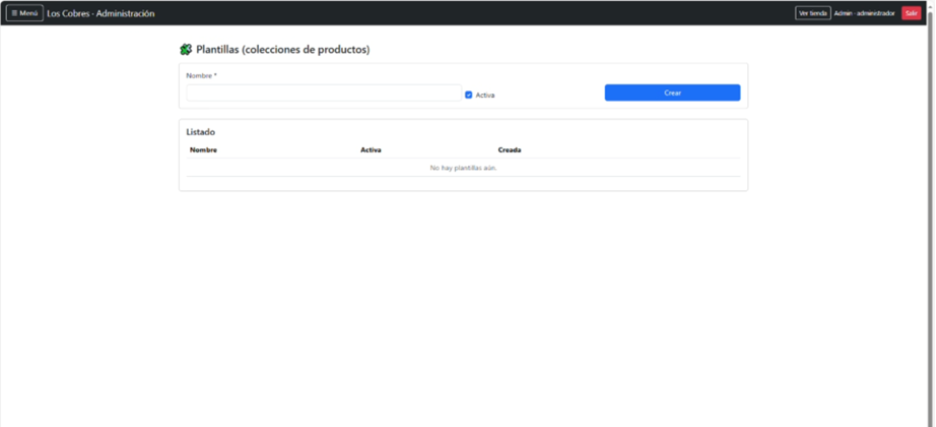 ≡ Menú Los Cobres - Administración Ver tienda Admin · administrador Salir
Plantillas (colecciones de productos)
Nombre *
Activa Crear
Listado
Nombre Activa Creada
No hay plantillas aún.